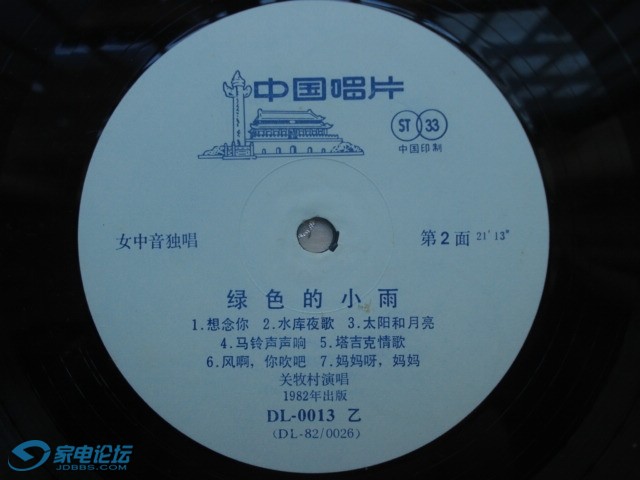 中国唱片
ST 33
中国印制
女中音独唱
第2面 21′13″
绿色的小雨
1.想念你 2.水库夜歌 3.太阳和月亮
4.马铃声声响 5.塔吉克情歌
6.风啊，你吹吧 7.妈妈呀，妈妈
关牧村演唱
1982年出版
DL-0013 乙
(DL-82/0026)
家电论坛
JDBBS.COM